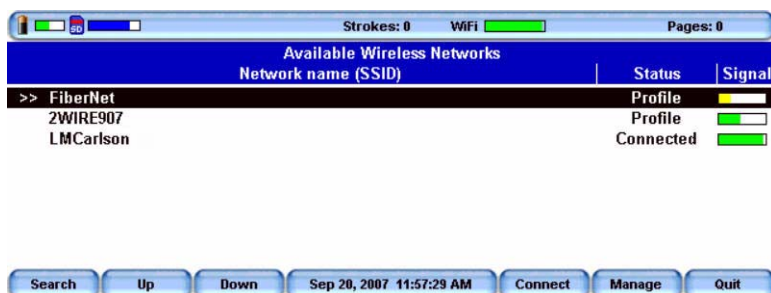 SD Strokes: 0 WiFi Pages: 0
Available Wireless Networks
Network name (SSID) Status Signal
>> FiberNet Profile
2WIRE907 Profile
LMCarlson Connected
Search Up Down Sep 20, 2007 11:57:29 AM Connect Manage Quit